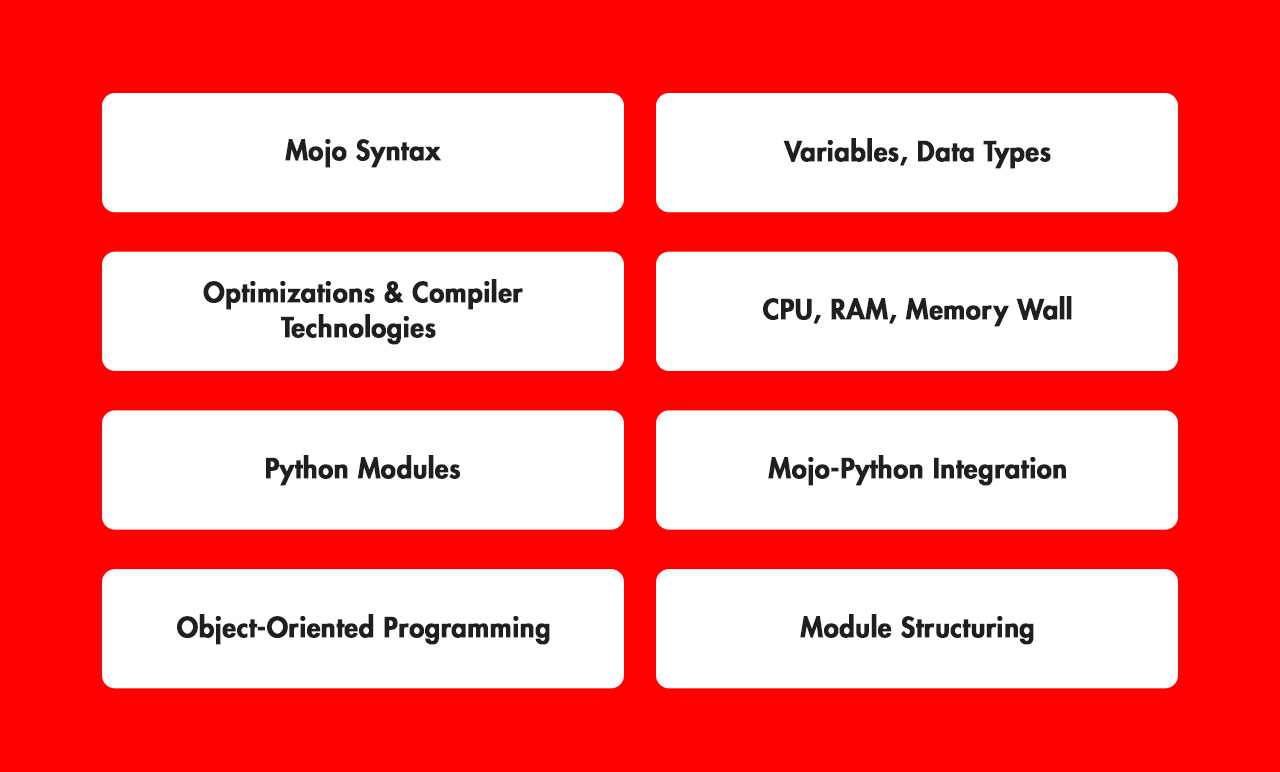 Mojo Syntax
Variables, Data Types
Optimizations & Compiler
Technologies
CPU, RAM, Memory Wall
Python Modules
Mojo-Python Integration
Object-Oriented Programming
Module Structuring